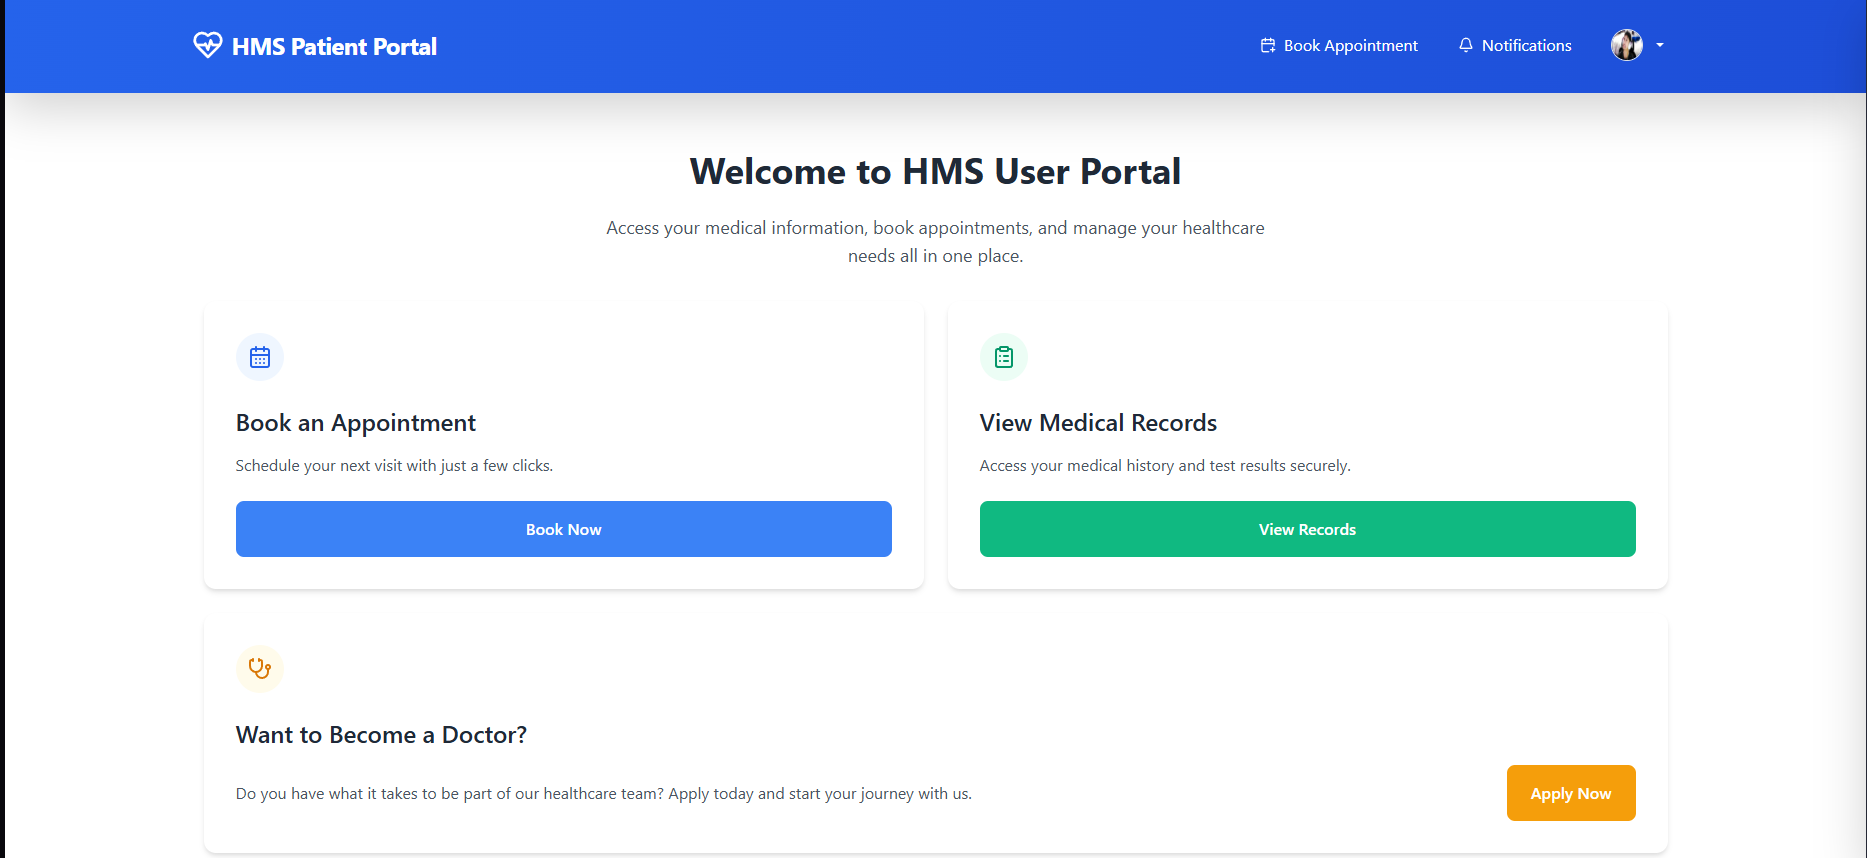 HMS Patient Portal
Book Appointment
Notifications
Welcome to HMS User Portal
Access your medical information, book appointments, and manage your healthcare
needs all in one place.
Book an Appointment
Schedule your next visit with just a few clicks.
Book Now
View Medical Records
Access your medical history and test results securely.
View Records
Want to Become a Doctor?
Do you have what it takes to be part of our healthcare team? Apply today and start your journey with us.
Apply Now